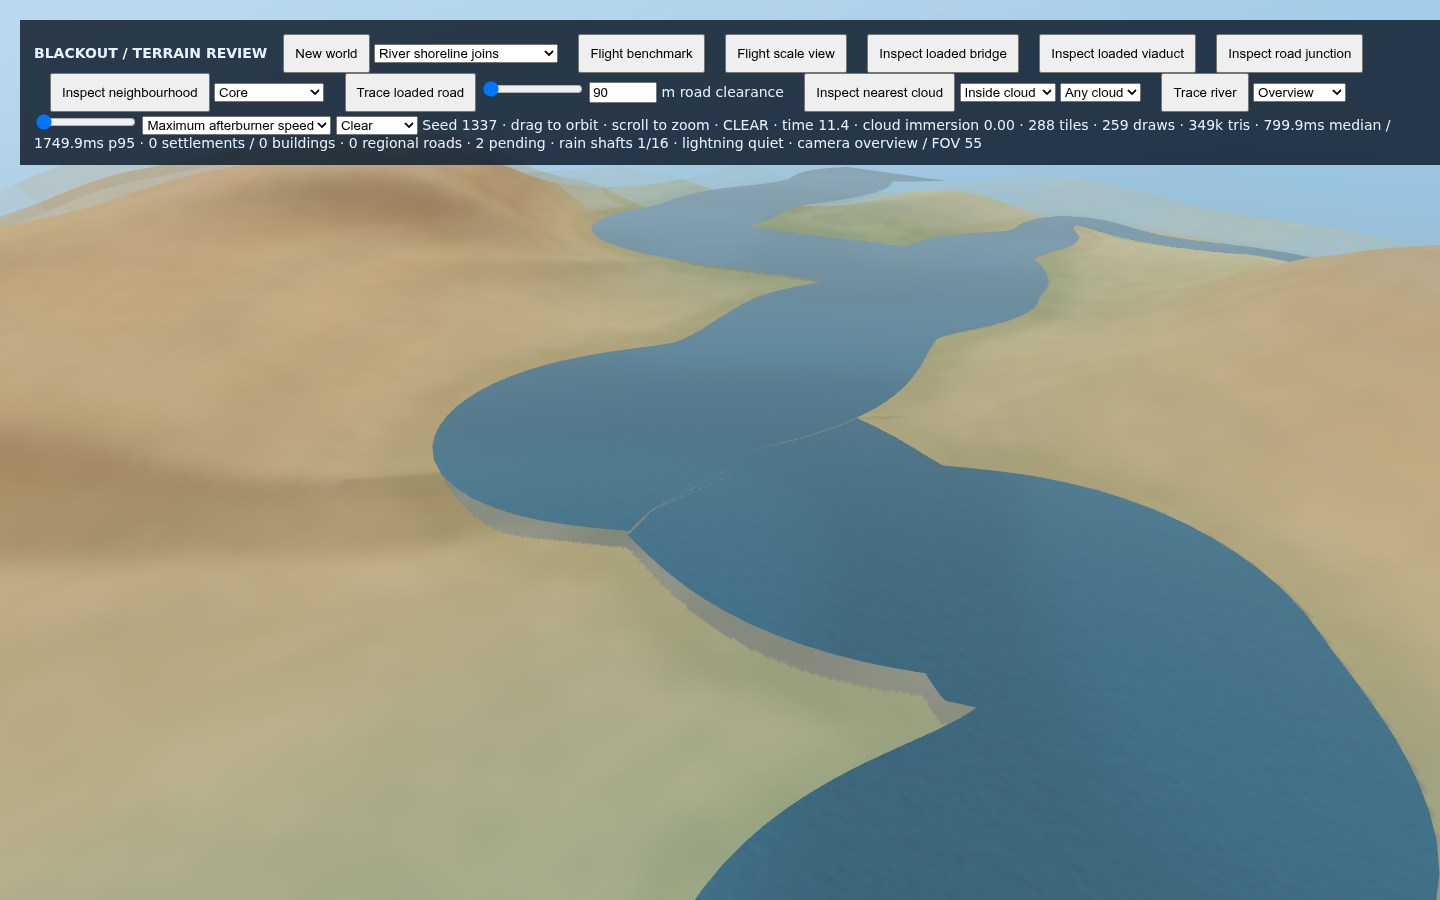 BLACKOUT / TERRAIN REVIEW New world River shoreline joins Flight benchmark Flight scale view Inspect loaded bridge Inspect loaded viaduct Inspect road junction
Inspect neighbourhood Core Trace loaded road 90 m road clearance Inspect nearest cloud Inside cloud Any cloud Trace river Overview
Maximum afterburner speed Clear Seed 1337 · drag to orbit · scroll to zoom · CLEAR · time 11.4 · cloud immersion 0.00 · 288 tiles · 259 draws · 349k tris · 799.9ms median /
1749.9ms p95 · 0 settlements / 0 buildings · 0 regional roads · 2 pending · rain shafts 1/16 · lightning quiet · camera overview / FOV 55